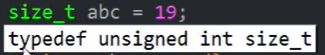 size_t abc = 19;
typedef unsigned int size_t